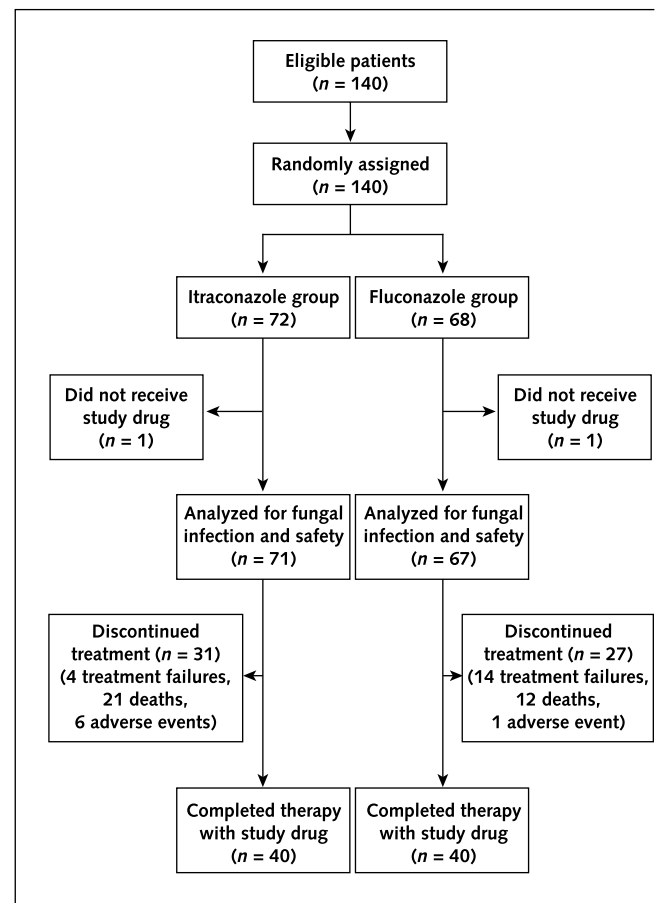 Eligible patients
(n = 140)
Randomly assigned
(n = 140)
Itraconazole group
(n = 72)
Fluconazole group
(n = 68)
Did not receive
study drug
(n = 1)
Did not receive
study drug
(n = 1)
Analyzed for fungal
infection and safety
(n = 71)
Analyzed for fungal
infection and safety
(n = 67)
Discontinued
treatment (n = 31)
(4 treatment failures,
21 deaths,
6 adverse events)
Discontinued
treatment (n = 27)
(14 treatment failures,
12 deaths,
1 adverse event)
Completed therapy
with study drug
(n = 40)
Completed therapy
with study drug
(n = 40)